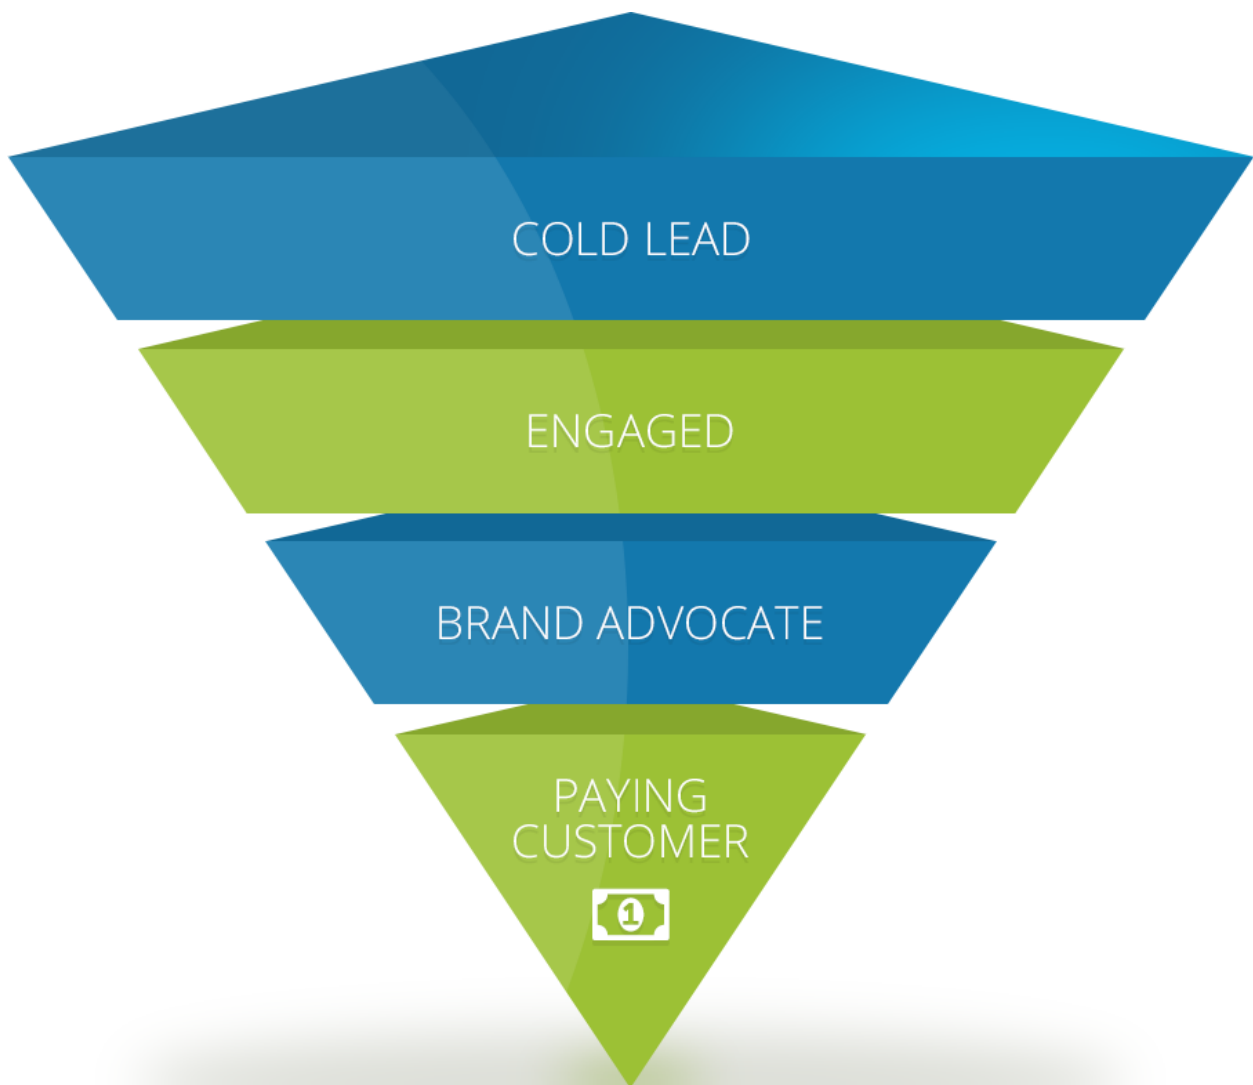 COLD LEAD
ENGAGED
BRAND ADVOCATE
PAYING
CUSTOMER
1